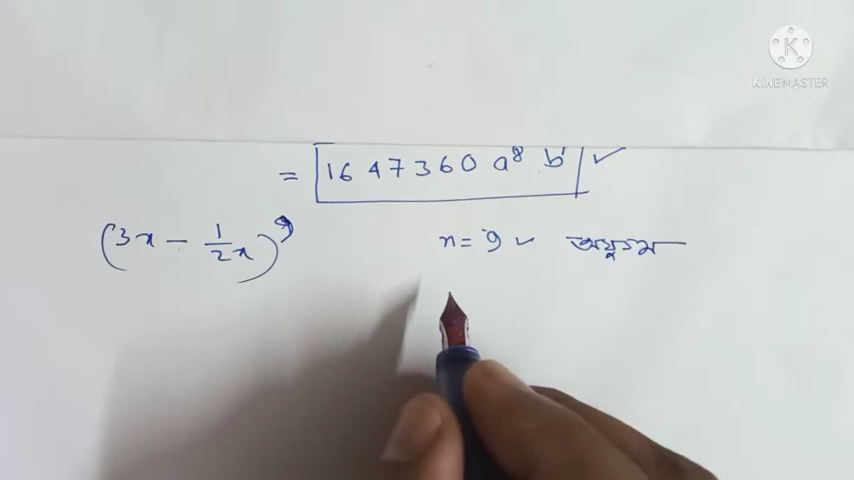 KINEMASTER
= 1647360 a⁸ b' ✓
(3x - 1/2x)⁹ n = 9 ✓ অযুগ্ম